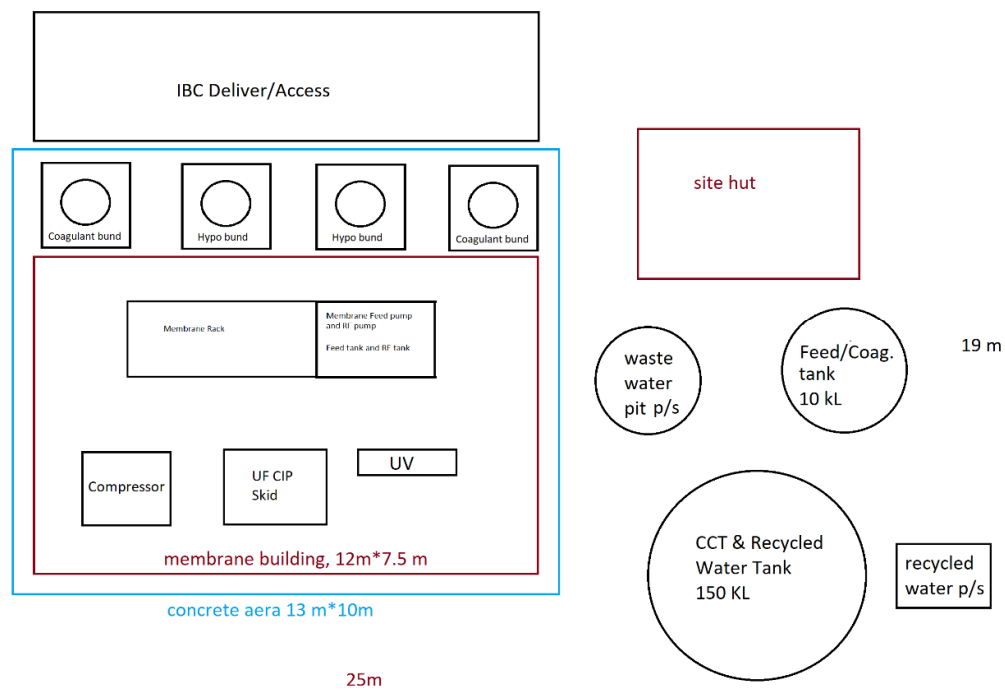 IBC Deliver/Access
site hut
Coagulant bund
Hypo bund
Hypo bund
Coagulant bund
Membrane Rack
Membrane Feed pump
and RF pump
Feed tank and RF tank
waste
water
pit p/s
Feed/Coag.
tank
10 kL
19 m
Compressor
UF CIP
Skid
UV
membrane building, 12m*7.5 m
concrete aera 13 m*10m
CCT & Recycled
Water Tank
150 KL
recycled
water p/s
25m